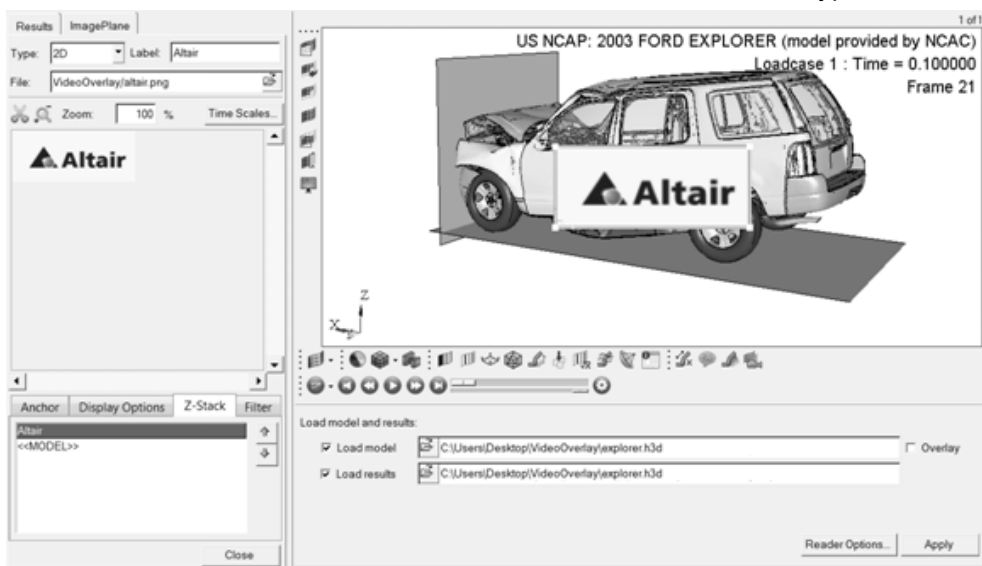 Results ImagePlane
Type: 2D Label: Altair
File: VideoOverlay/altair.png
Zoom: 100 % Time Scales...
Altair
Anchor Display Options Z-Stack Filter
Altair
<<MODEL>>
Close
1 of 1
US NCAP: 2003 FORD EXPLORER (model provided by NCAC)
Loadcase 1 : Time = 0.100000
Frame 21
Altair
Z
X
Load model and results:
Load model C:\Users\Desktop\VideoOverlay\explorer.h3d Overlay
Load results C:\Users\Desktop\VideoOverlay\explorer.h3d
Reader Options... Apply